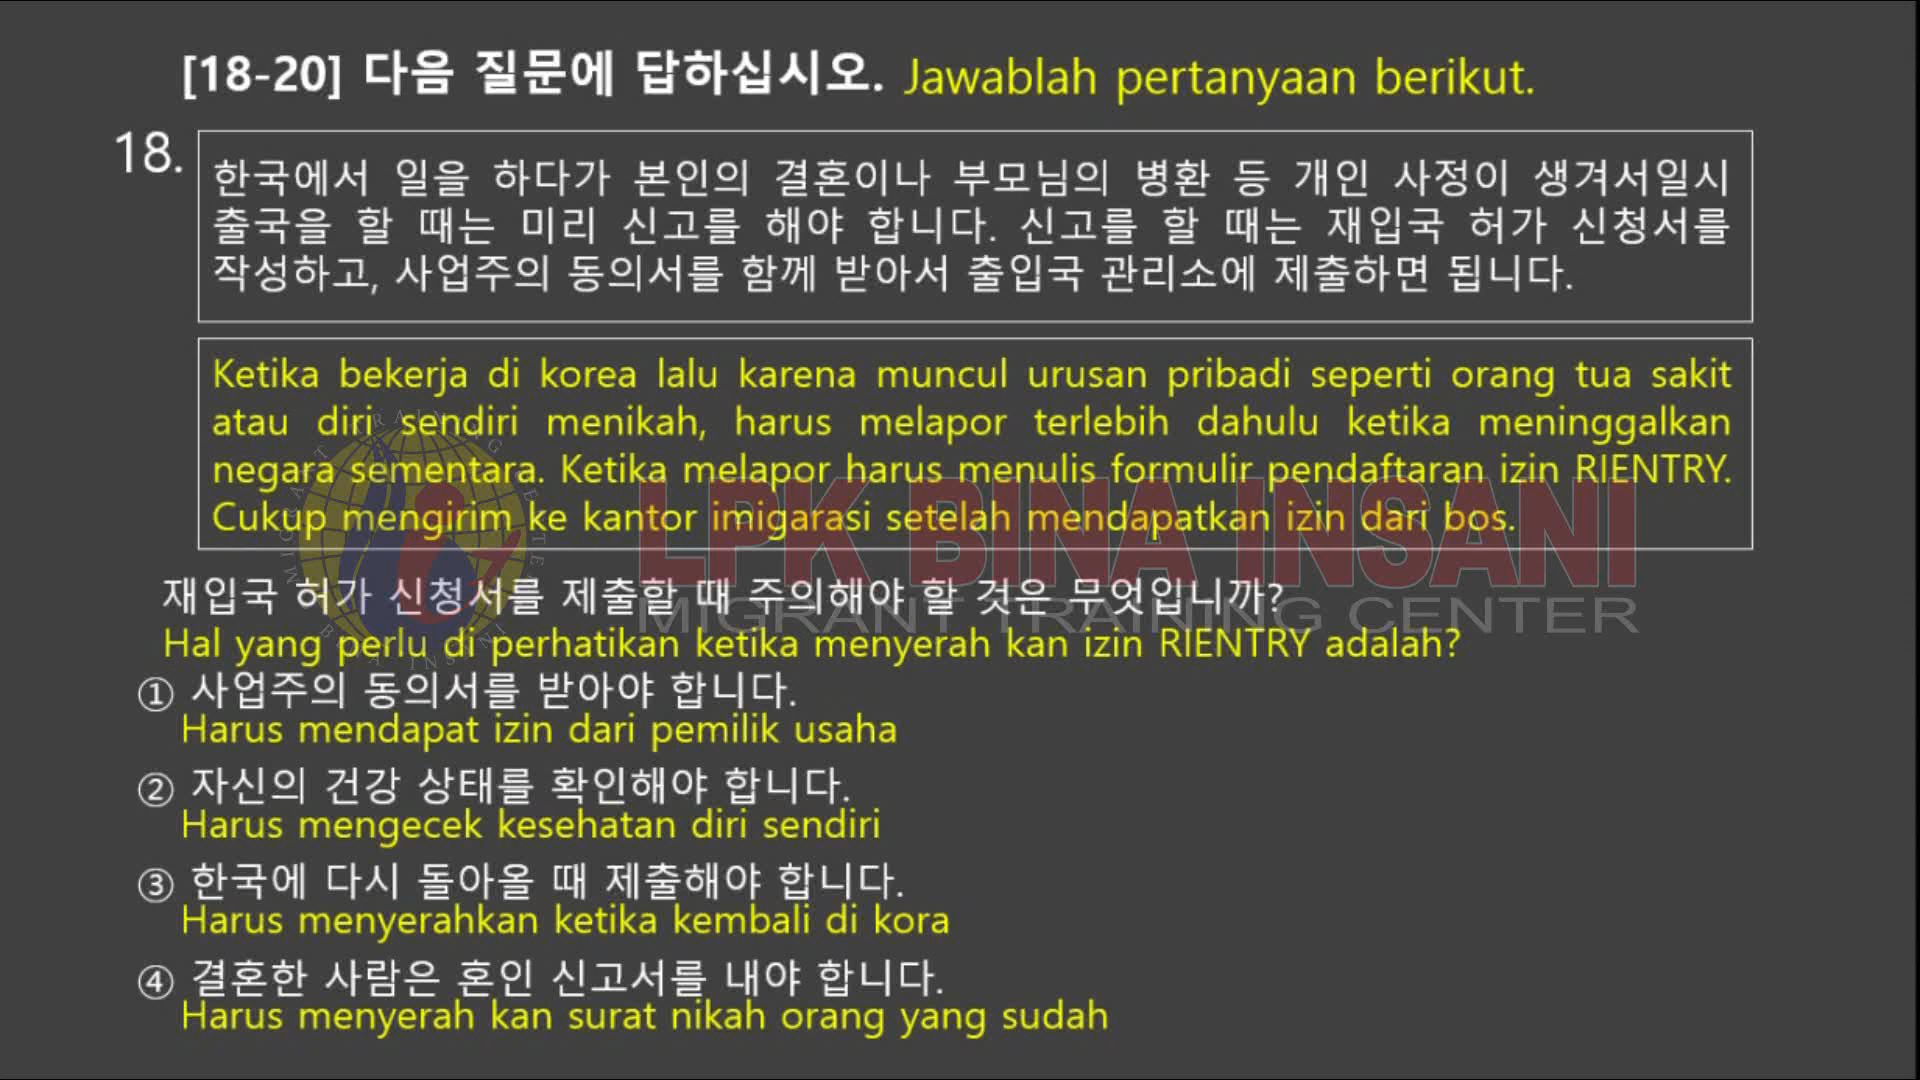 [18-20] 다음 질문에 답하십시오. Jawablah pertanyaan berikut.
18.
한국에서 일을 하다가 본인의 결혼이나 부모님의 병환 등 개인 사정이 생겨서일시
출국을 할 때는 미리 신고를 해야 합니다. 신고를 할 때는 재입국 허가 신청서를
작성하고, 사업주의 동의서를 함께 받아서 출입국 관리소에 제출하면 됩니다.
Ketika bekerja di korea lalu karena muncul urusan pribadi seperti orang tua sakit
atau diri sendiri menikah, harus melapor terlebih dahulu ketika meninggalkan
negara sementara. Ketika melapor harus menulis formulir pendaftaran izin RIENTRY.
Cukup mengirim ke kantor imigarasi setelah mendapatkan izin dari bos.
LPK BINA INSANI
MIGRANT TRAINING CENTER
MIGRANT TRAINING CENTER
BINA INSANI
재입국 허가 신청서를 제출할 때 주의해야 할 것은 무엇입니까?
Hal yang perlu di perhatikan ketika menyerah kan izin RIENTRY adalah?
① 사업주의 동의서를 받아야 합니다.
Harus mendapat izin dari pemilik usaha
② 자신의 건강 상태를 확인해야 합니다.
Harus mengecek kesehatan diri sendiri
③ 한국에 다시 돌아올 때 제출해야 합니다.
Harus menyerahkan ketika kembali di kora
④ 결혼한 사람은 혼인 신고서를 내야 합니다.
Harus menyerah kan surat nikah orang yang sudah